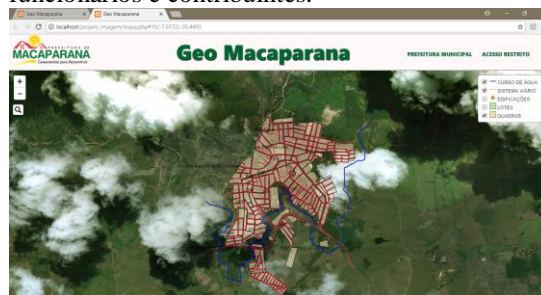 funcionários e contribuintes.
Geo Macaparana
Geo Macaparana
localhost/projeto_imagem/mapa.php#15/-7.5572/-35.4490
PREFEITURA DE
MACAPARANA
Geo Macaparana
PREFEITURA MUNICIPAL ACESSO RESTRITO
+
-
CURSO DE ÁGUA
SISTEMA VIÁRIO
EDIFICAÇÕES
LOTES
QUADRAS